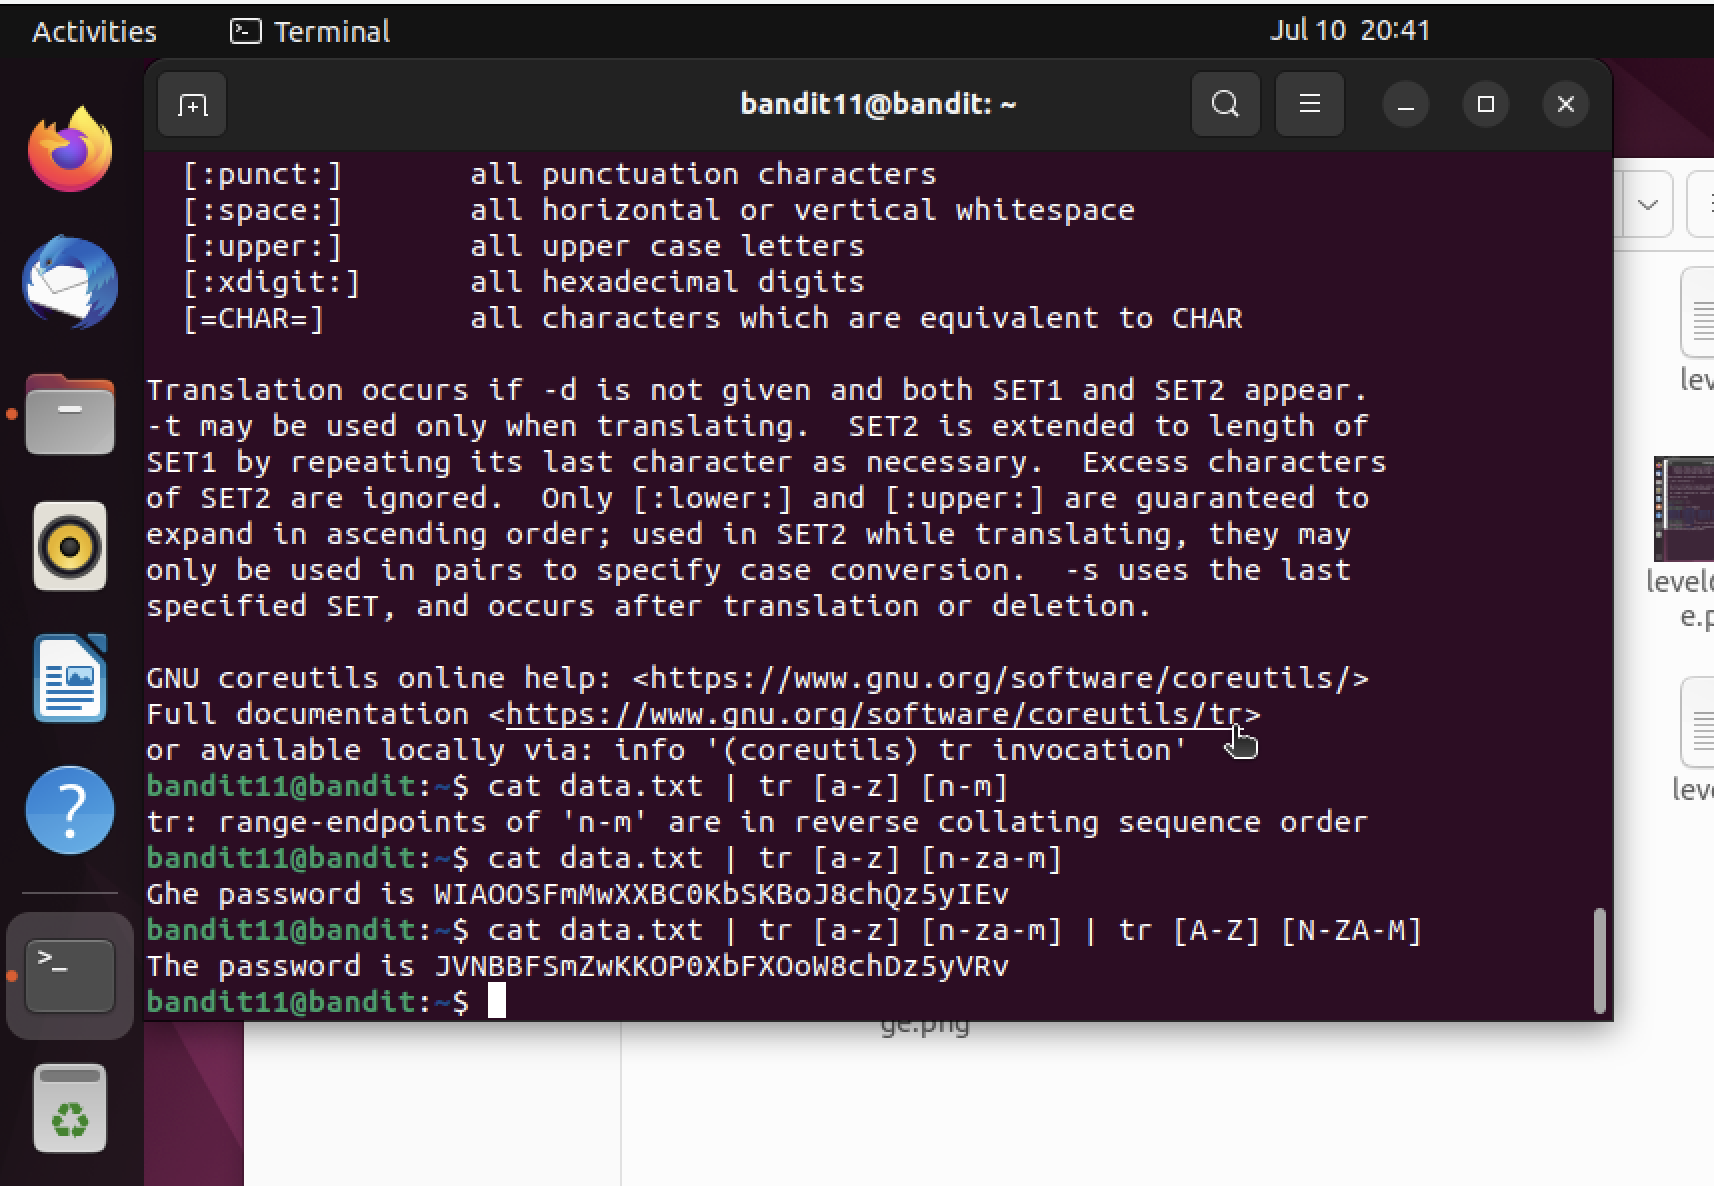 Activities
Terminal
Jul 10 20:41
bandit11@bandit: ~
[:punct:] all punctuation characters
[:space:] all horizontal or vertical whitespace
[:upper:] all upper case letters
[:xdigit:] all hexadecimal digits
[=CHAR=] all characters which are equivalent to CHAR
Translation occurs if -d is not given and both SET1 and SET2 appear.
-t may be used only when translating. SET2 is extended to length of
SET1 by repeating its last character as necessary. Excess characters
of SET2 are ignored. Only [:lower:] and [:upper:] are guaranteed to
expand in ascending order; used in SET2 while translating, they may
only be used in pairs to specify case conversion. -s uses the last
specified SET, and occurs after translation or deletion.
GNU coreutils online help: <https://www.gnu.org/software/coreutils/>
Full documentation <https://www.gnu.org/software/coreutils/tr>
or available locally via: info '(coreutils) tr invocation'
bandit11@bandit:~$ cat data.txt | tr [a-z] [n-m]
tr: range-endpoints of 'n-m' are in reverse collating sequence order
bandit11@bandit:~$ cat data.txt | tr [a-z] [n-za-m]
Ghe password is WIAOOSFmMwXXBC0KbSKBoJ8chQz5yIEv
bandit11@bandit:~$ cat data.txt | tr [a-z] [n-za-m] | tr [A-Z] [N-ZA-M]
The password is JVNBBFSmZwKKOP0XbFXOoW8chDz5yVRv
bandit11@bandit:~$
lev
level
e.p
leve
ge.png